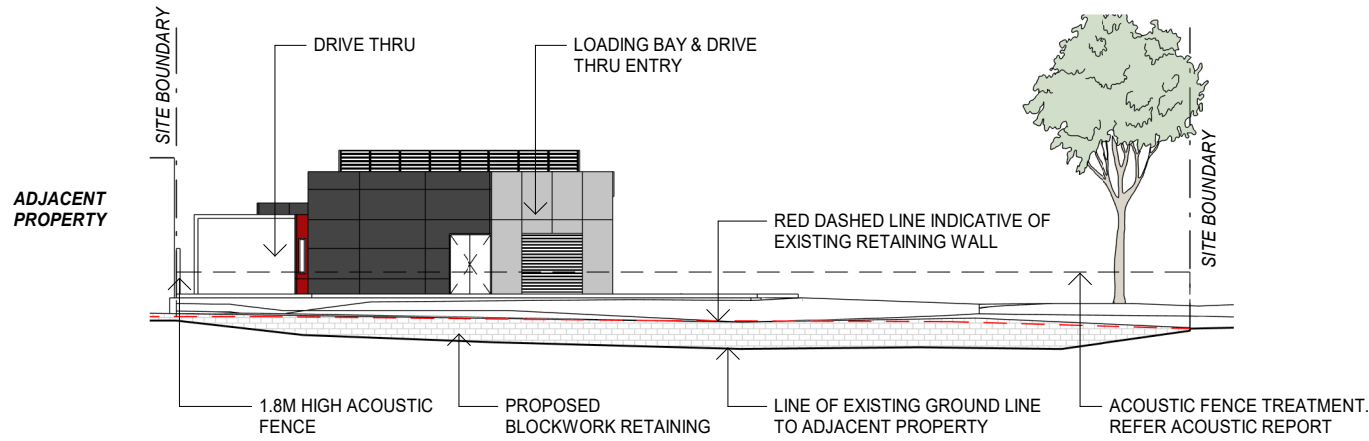 SITE BOUNDARY
DRIVE THRU
LOADING BAY & DRIVE
THRU ENTRY
ADJACENT
PROPERTY
RED DASHED LINE INDICATIVE OF
EXISTING RETAINING WALL
SITE BOUNDARY
1.8M HIGH ACOUSTIC
FENCE
PROPOSED
BLOCKWORK RETAINING
LINE OF EXISTING GROUND LINE
TO ADJACENT PROPERTY
ACOUSTIC FENCE TREATMENT.
REFER ACOUSTIC REPORT